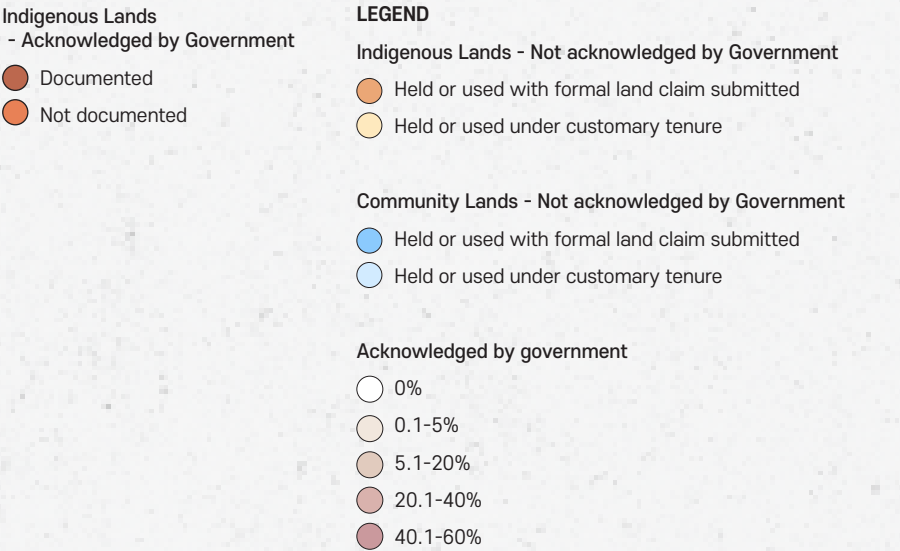 Indigenous Lands
- Acknowledged by Government
Documented
Not documented
LEGEND
Indigenous Lands - Not acknowledged by Government
Held or used with formal land claim submitted
Held or used under customary tenure
Community Lands - Not acknowledged by Government
Held or used with formal land claim submitted
Held or used under customary tenure
Acknowledged by government
0%
0.1-5%
5.1-20%
20.1-40%
40.1-60%